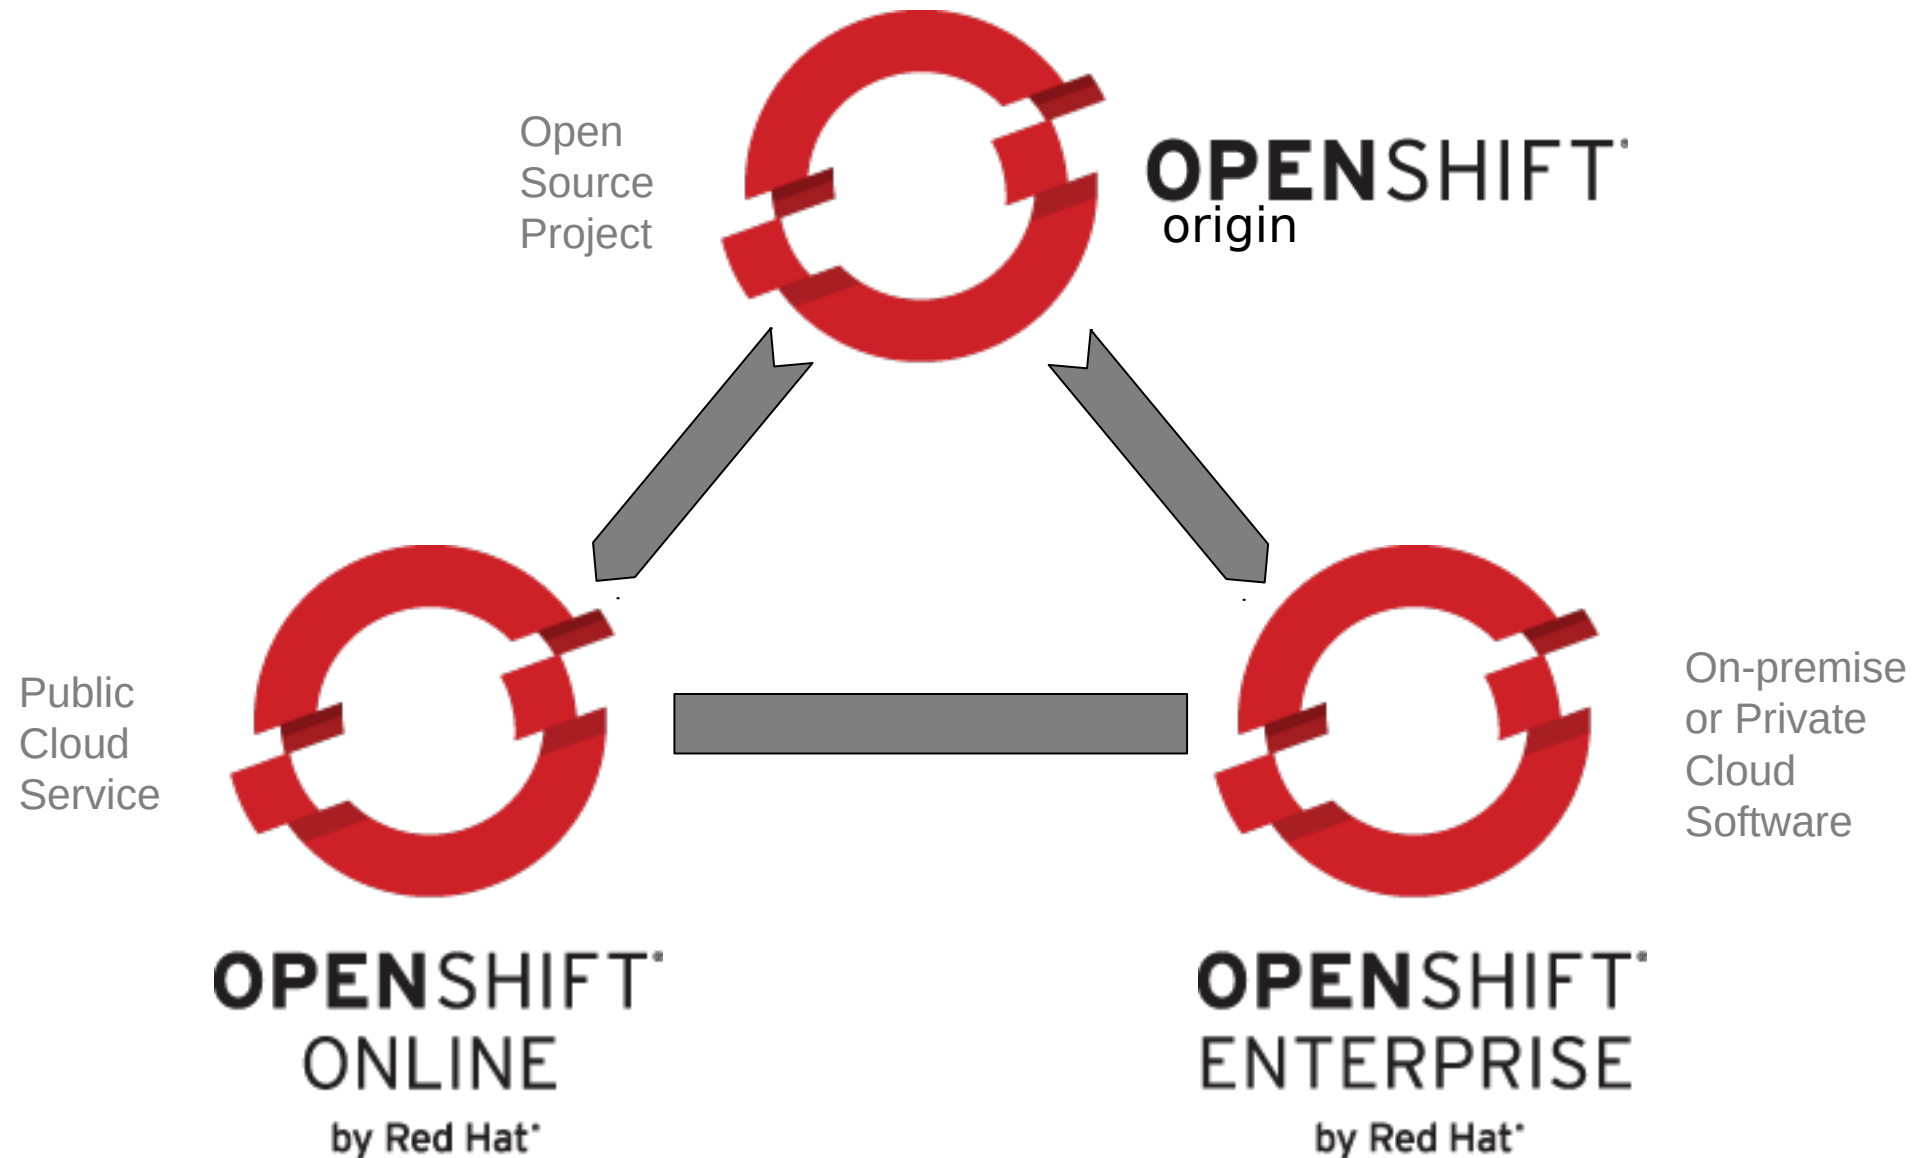 Open
Source
Project
OPENSHIFT
origin
Public
Cloud
Service
On-premise
or Private
Cloud
Software
OPENSHIFT
ONLINE
by Red Hat
OPENSHIFT
ENTERPRISE
by Red Hat